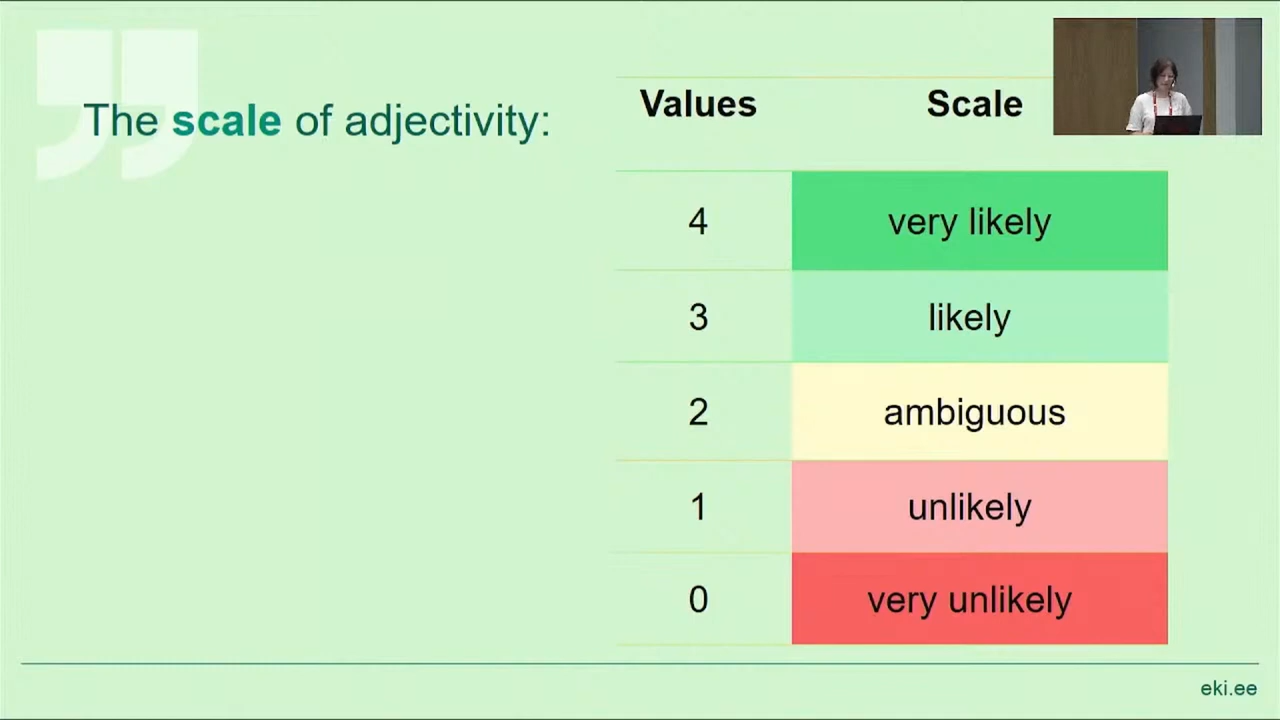 The scale of adjectivity:
Values Scale
4 very likely
3 likely
2 ambiguous
1 unlikely
0 very unlikely
eki.ee